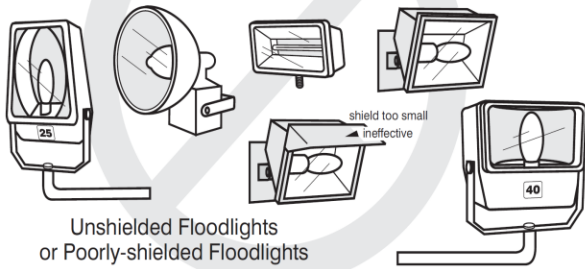 25
shield too small
ineffective
40
Unshielded Floodlights
or Poorly-shielded Floodlights